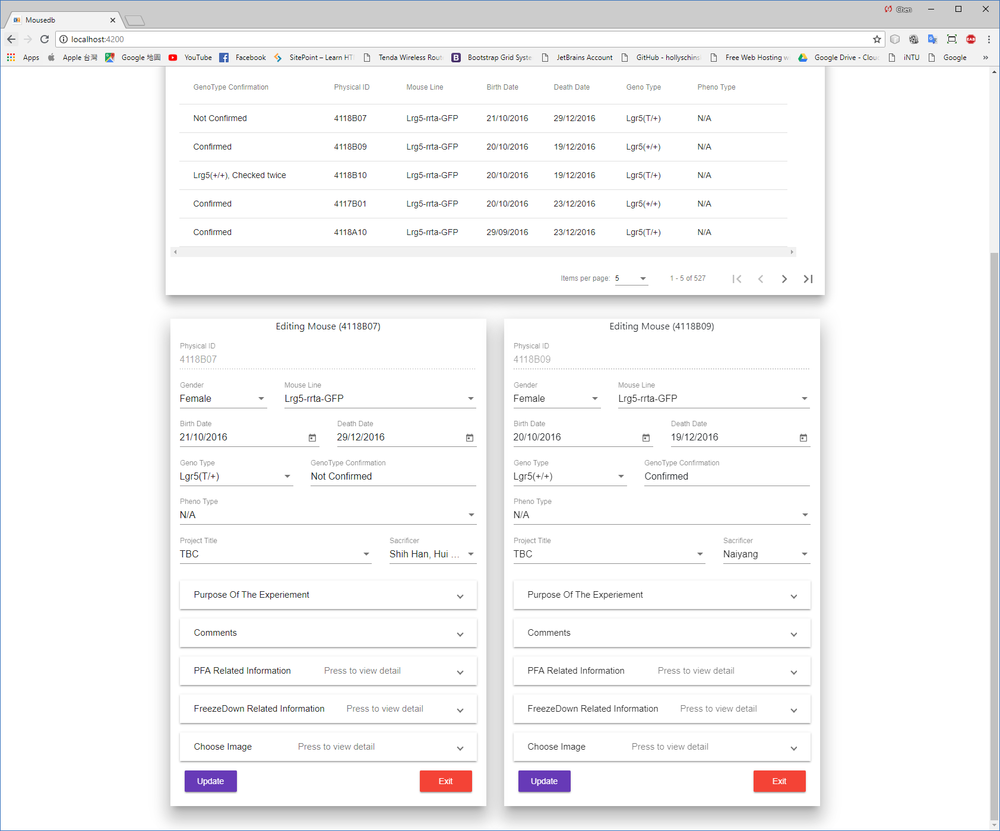 Chen
Mousedb
localhost:4200
Apps Apple 台灣 Google 地圖 YouTube Facebook SitePoint – Learn HT Tenda Wireless Rout Bootstrap Grid Syste JetBrains Account GitHub - hollyschins Free Web Hosting w Google Drive - Clou iNTU Google »
GenoType Confirmation Physical ID Mouse Line Birth Date Death Date Geno Type Pheno Type
Not Confirmed 4118B07 Lrg5-rrta-GFP 21/10/2016 29/12/2016 Lgr5(T/+) N/A
Confirmed 4118B09 Lrg5-rrta-GFP 20/10/2016 19/12/2016 Lgr5(+/+) N/A
Lrg5(+/+), Checked twice 4118B10 Lrg5-rrta-GFP 20/10/2016 19/12/2016 Lgr5(T/+) N/A
Confirmed 4117B01 Lrg5-rrta-GFP 20/10/2016 23/12/2016 Lgr5(+/+) N/A
Confirmed 4118A10 Lrg5-rrta-GFP 29/09/2016 23/12/2016 Lgr5(T/+) N/A
Items per page: 5 1 - 5 of 527
Editing Mouse (4118B07)
Physical ID
4118B07
Gender Mouse Line
Female Lrg5-rrta-GFP
Birth Date Death Date
21/10/2016 29/12/2016
Geno Type GenoType Confirmation
Lgr5(T/+) Not Confirmed
Pheno Type
N/A
Project Title Sacrificer
TBC Shih Han, Hui ...
Purpose Of The Experiement
Comments
PFA Related Information Press to view detail
FreezeDown Related Information Press to view detail
Choose Image Press to view detail
Update Exit
Editing Mouse (4118B09)
Physical ID
4118B09
Gender Mouse Line
Female Lrg5-rrta-GFP
Birth Date Death Date
20/10/2016 19/12/2016
Geno Type GenoType Confirmation
Lgr5(+/+) Confirmed
Pheno Type
N/A
Project Title Sacrificer
TBC Naiyang
Purpose Of The Experiement
Comments
PFA Related Information Press to view detail
FreezeDown Related Information Press to view detail
Choose Image Press to view detail
Update Exit